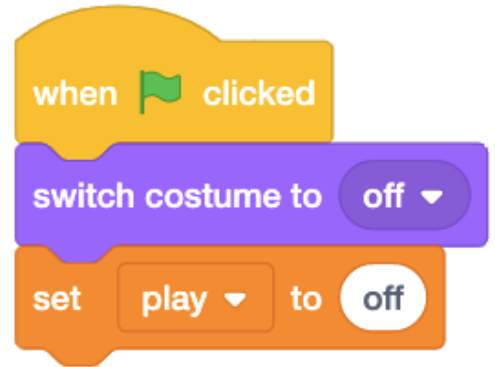 when clicked
switch costume to off
set play to off